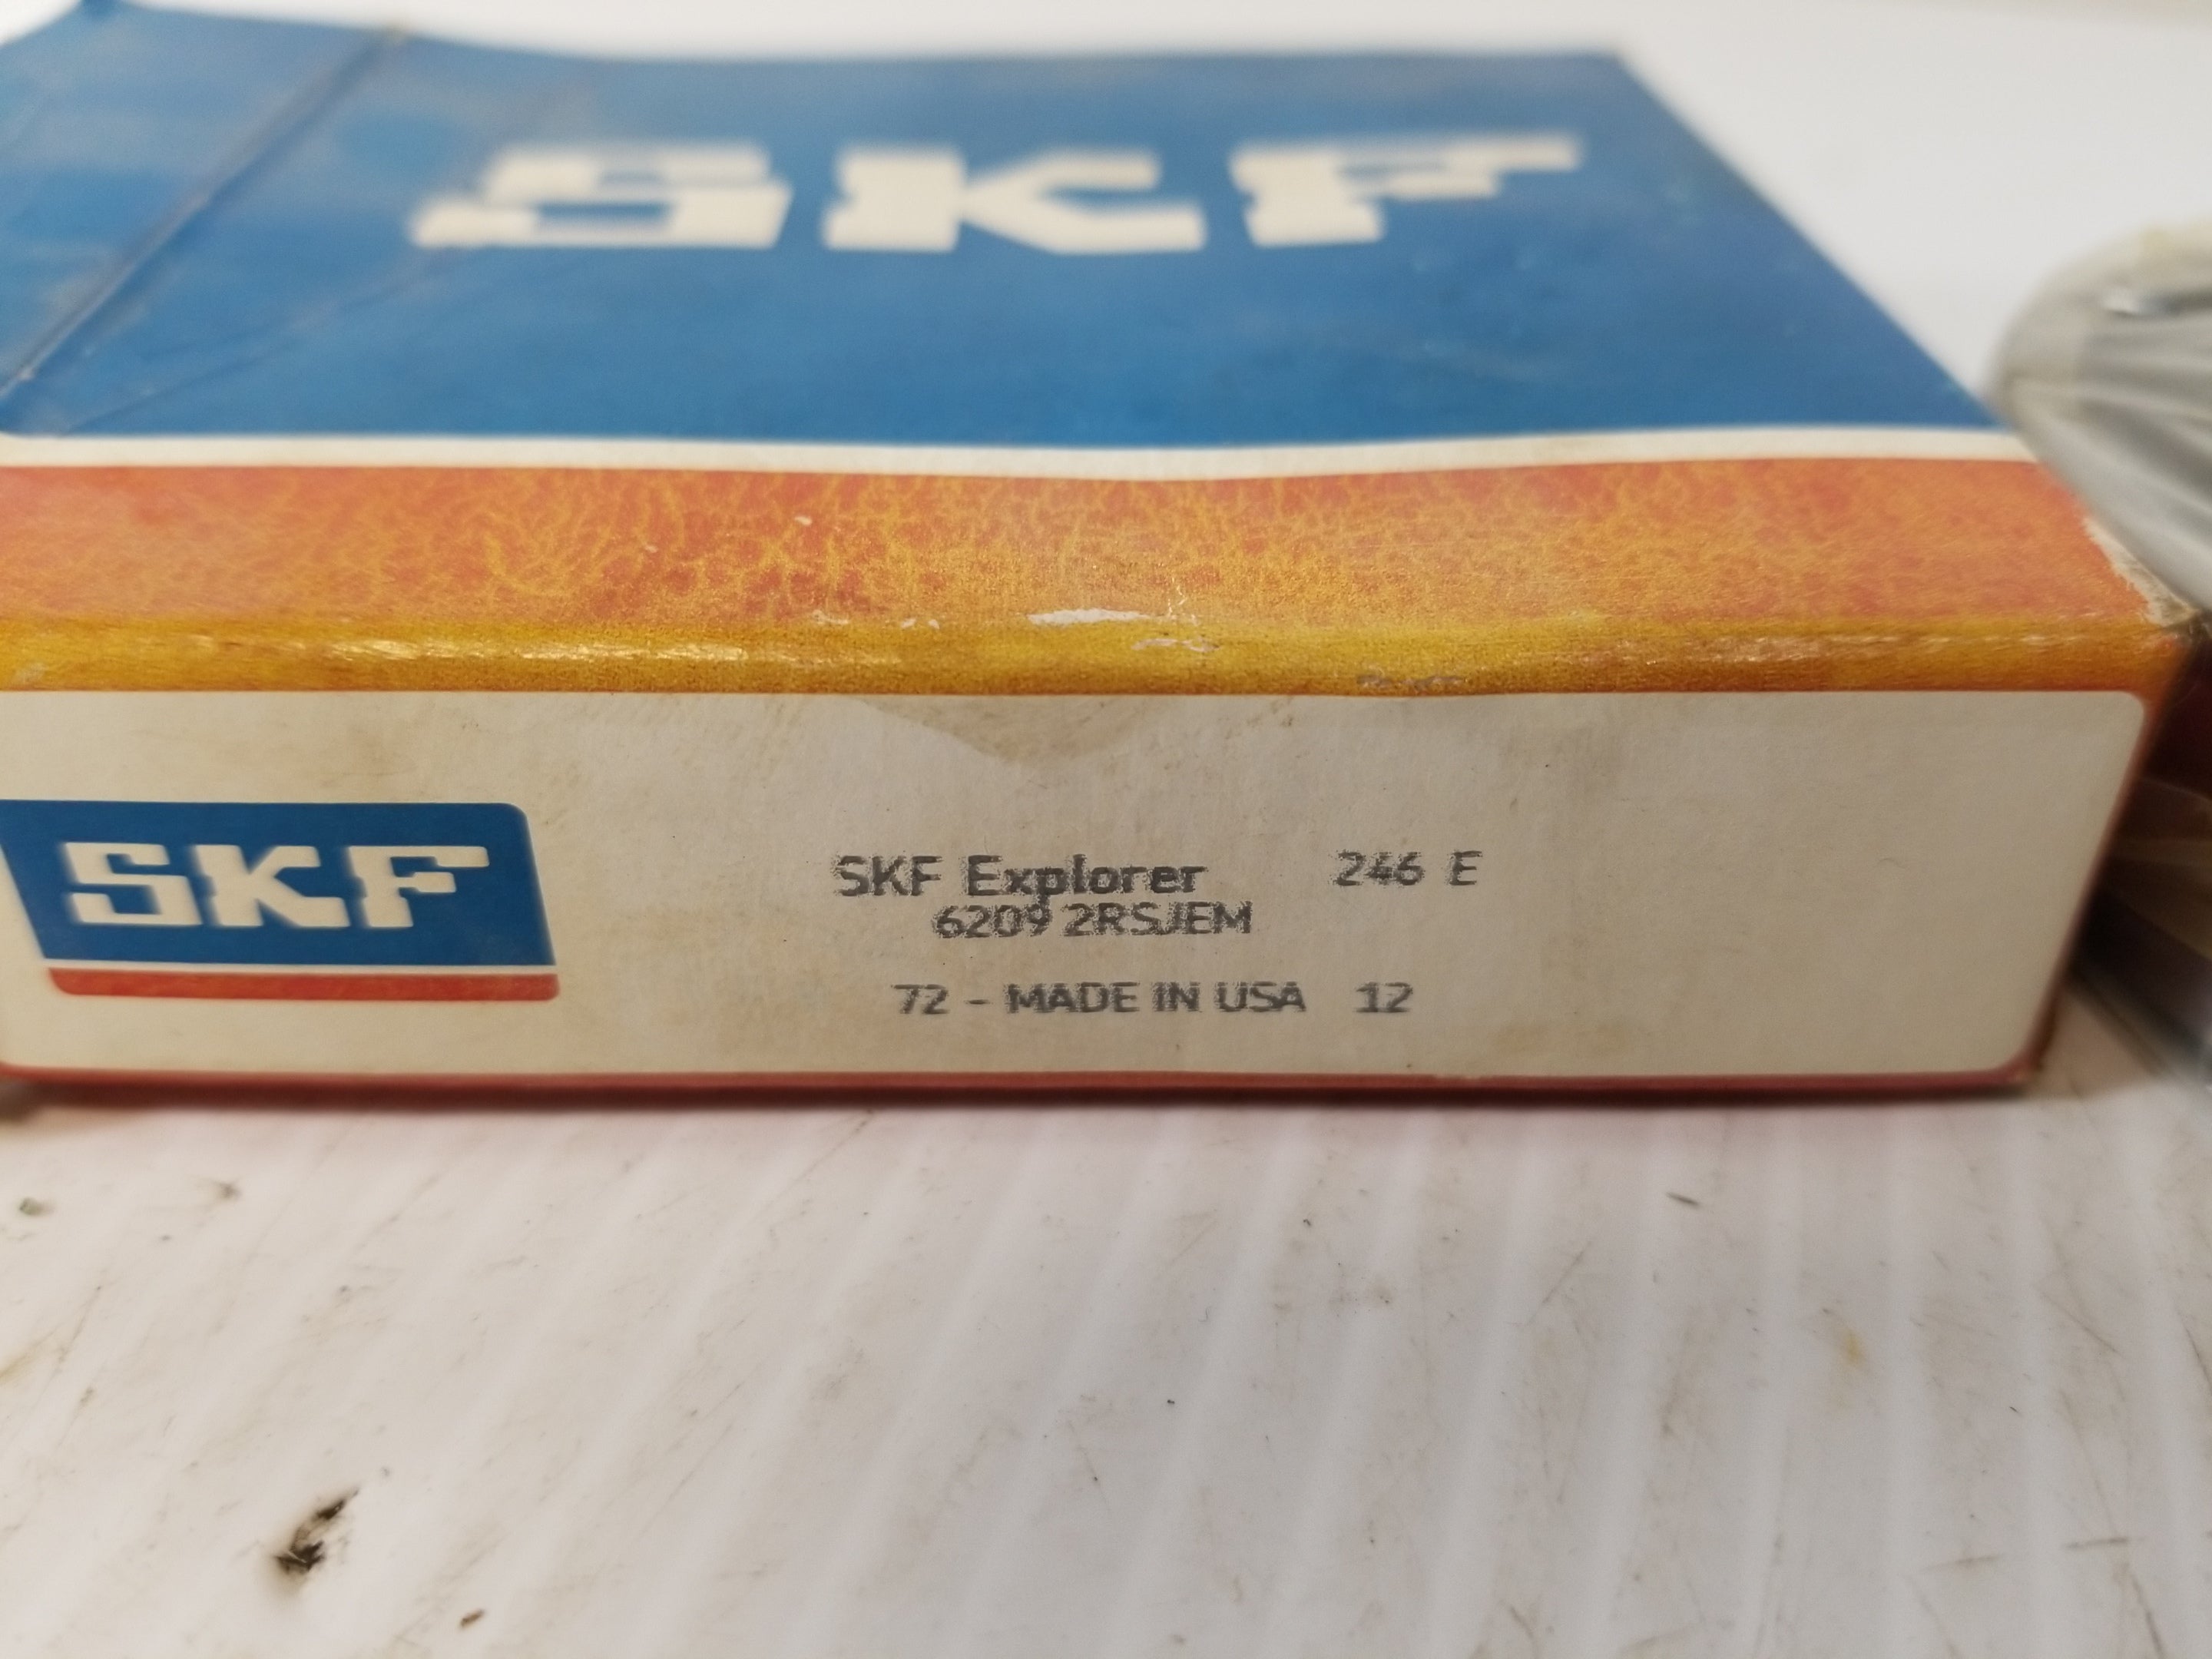 SKF
SKF
SKF Explorer 246 E
6209 2RSJEM
72 - MADE IN USA 12